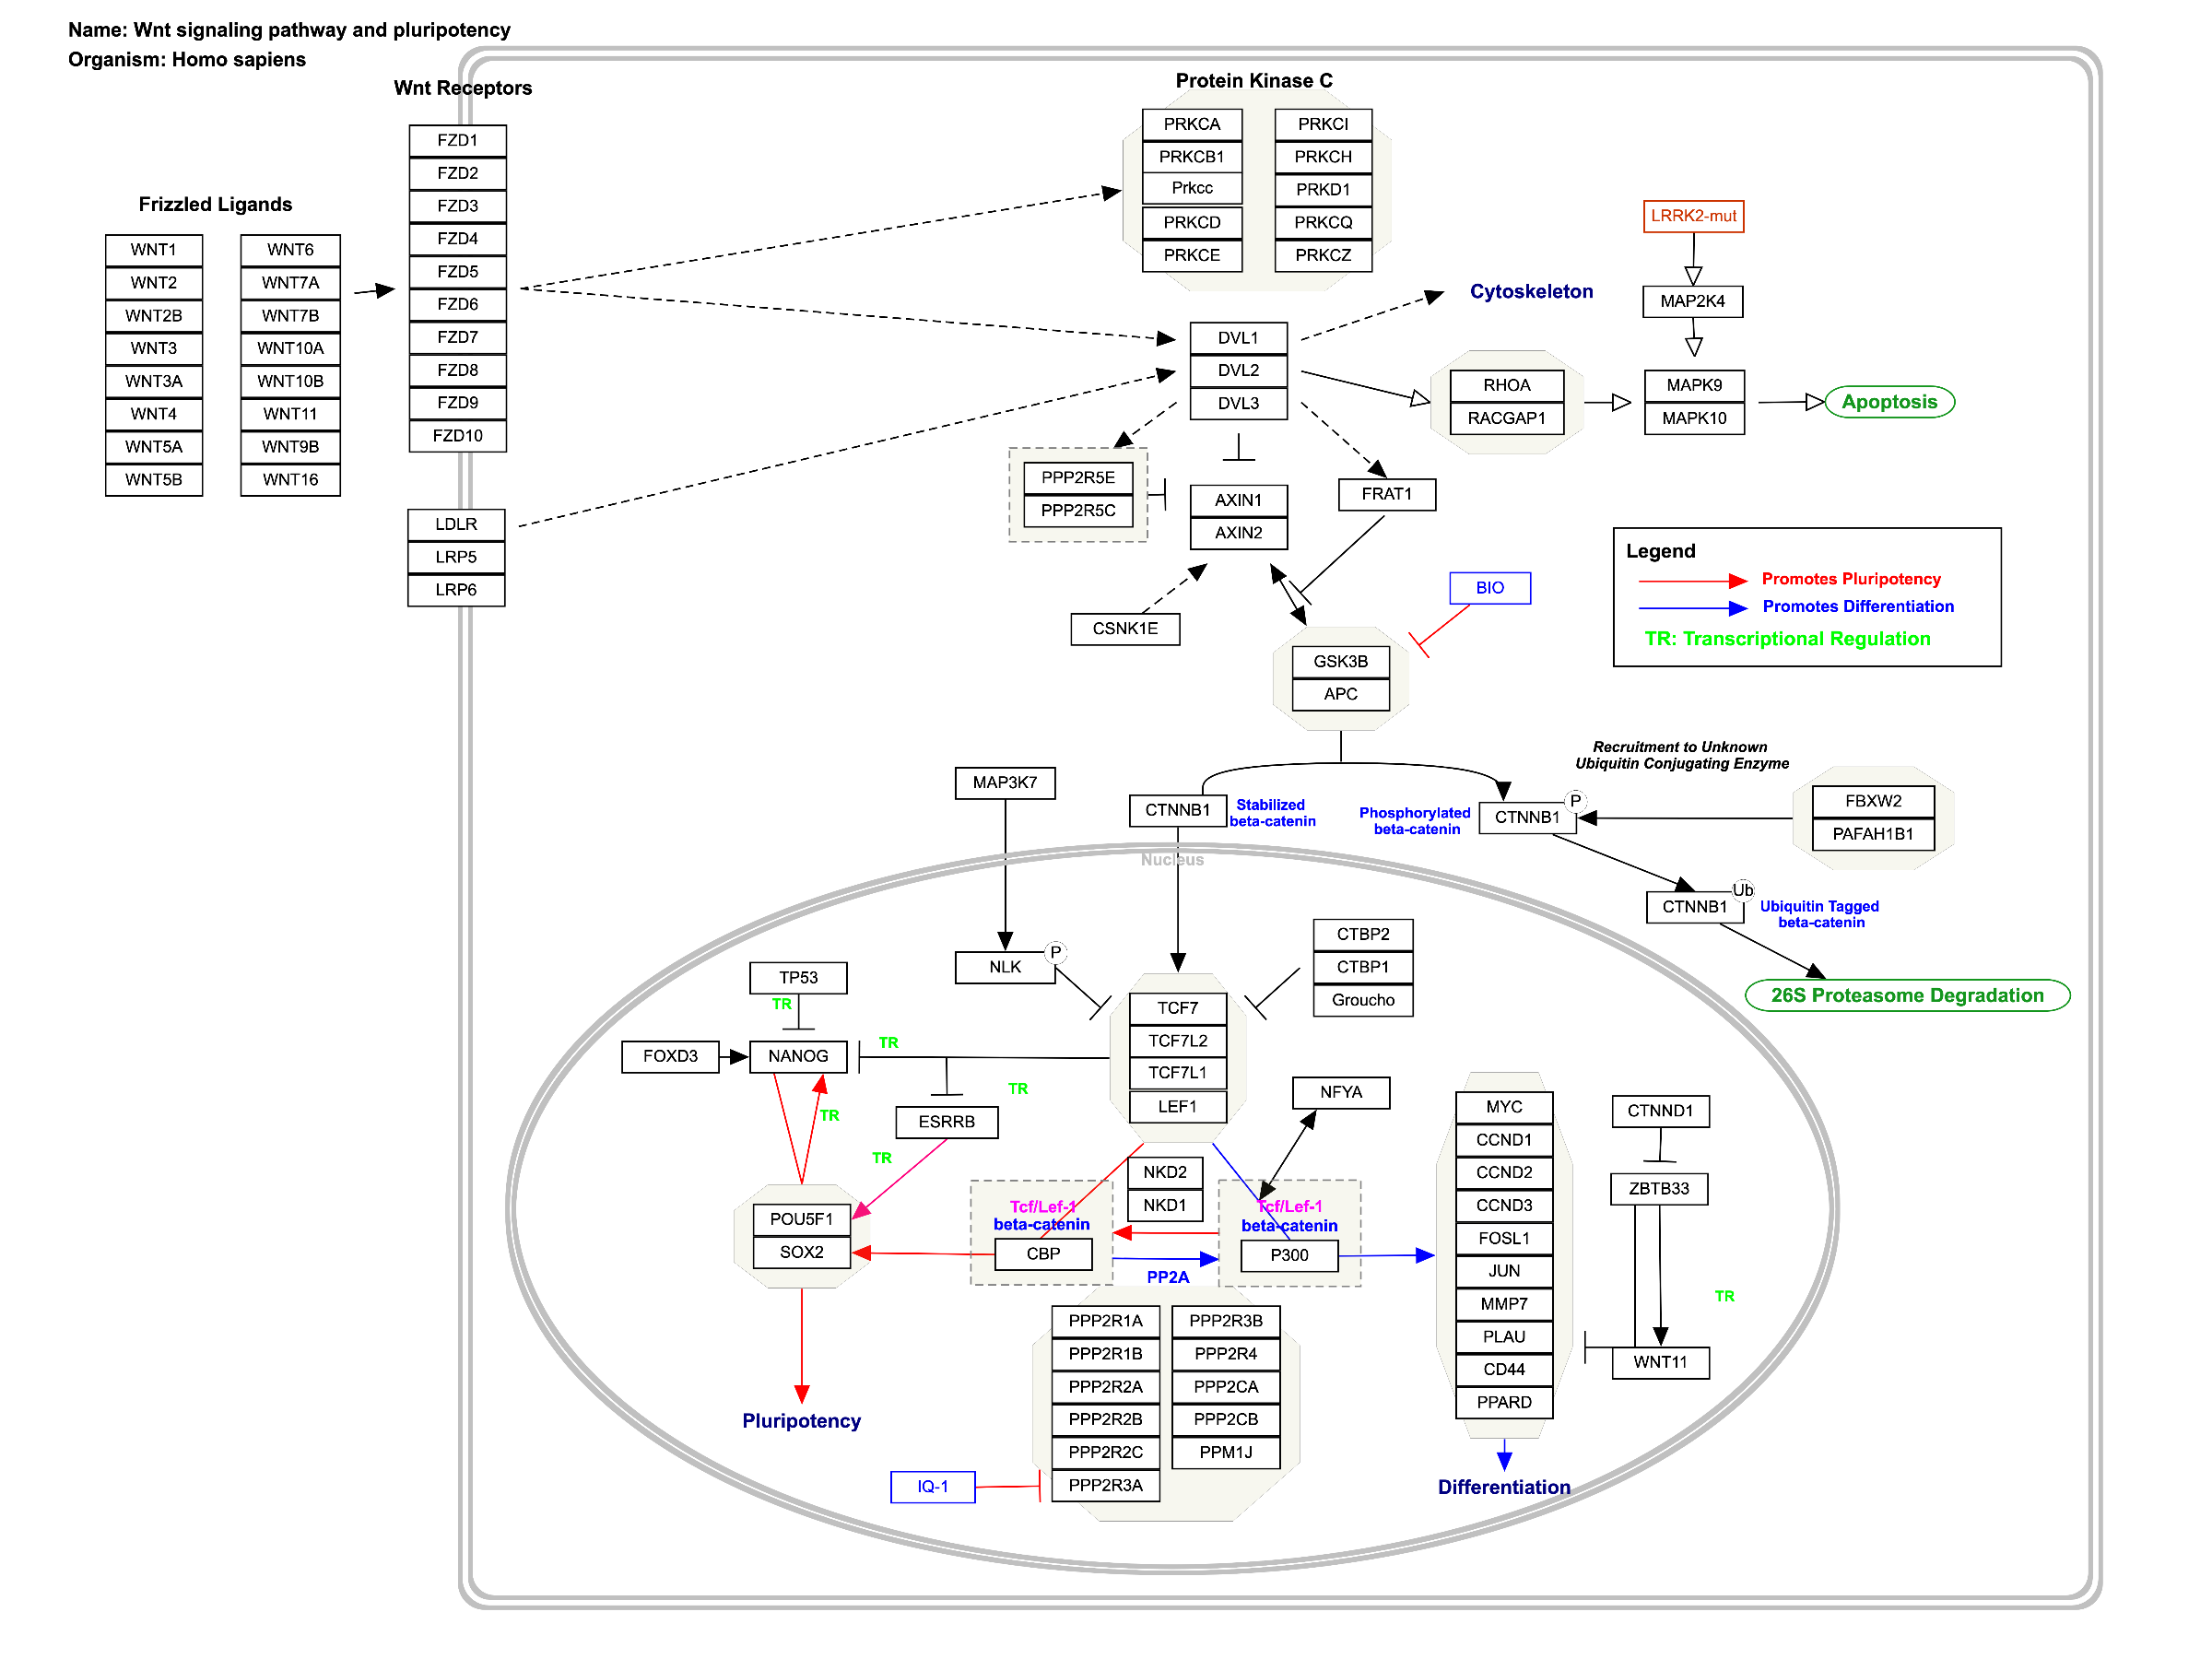 Name: Wnt signaling pathway and pluripotency
Organism: Homo sapiens
Wnt Receptors
FZD1
FZD2
FZD3
FZD4
FZD5
FZD6
FZD7
FZD8
FZD9
FZD10
Frizzled Ligands
WNT1
WNT2
WNT2B
WNT3
WNT3A
WNT4
WNT5A
WNT5B
WNT6
WNT7A
WNT7B
WNT10A
WNT10B
WNT11
WNT9B
WNT16
LDLR
LRP5
LRP6
Protein Kinase C
PRKCA
PRKCB1
Prkcc
PRKCD
PRKCE
PRKCI
PRKCH
PRKD1
PRKCQ
PRKCZ
LRRK2-mut
MAP2K4
Cytoskeleton
DVL1
DVL2
DVL3
RHOA
RACGAP1
MAPK9
MAPK10
Apoptosis
PPP2R5E
PPP2R5C
AXIN1
AXIN2
FRAT1
CSNK1E
BIO
GSK3B
APC
Legend
Promotes Pluripotency
Promotes Differentiation
TR: Transcriptional Regulation
Recruitment to Unknown
Ubiquitin Conjugating Enzyme
MAP3K7
CTNNB1
Stabilized
beta-catenin
Phosphorylated
beta-catenin
CTNNB1
P
FBXW2
PAFAH1B1
Nucleus
CTNNB1
Ub
Ubiquitin Tagged
beta-catenin
26S Proteasome Degradation
NLK
P
CTBP2
CTBP1
Groucho
TP53
TR
FOXD3
NANOG
TR
TCF7
TCF7L2
TCF7L1
LEF1
TR
TR
ESRRB
TR
NFYA
NKD2
NKD1
POU5F1
SOX2
Tcf/Lef-1
beta-catenin
CBP
Tcf/Lef-1
beta-catenin
P300
PP2A
MYC
CCND1
CCND2
CCND3
FOSL1
JUN
MMP7
PLAU
CD44
PPARD
CTNND1
ZBTB33
TR
WNT11
PPP2R1A
PPP2R1B
PPP2R2A
PPP2R2B
PPP2R2C
PPP2R3A
PPP2R3B
PPP2R4
PPP2CA
PPP2CB
PPM1J
Pluripotency
IQ-1
Differentiation